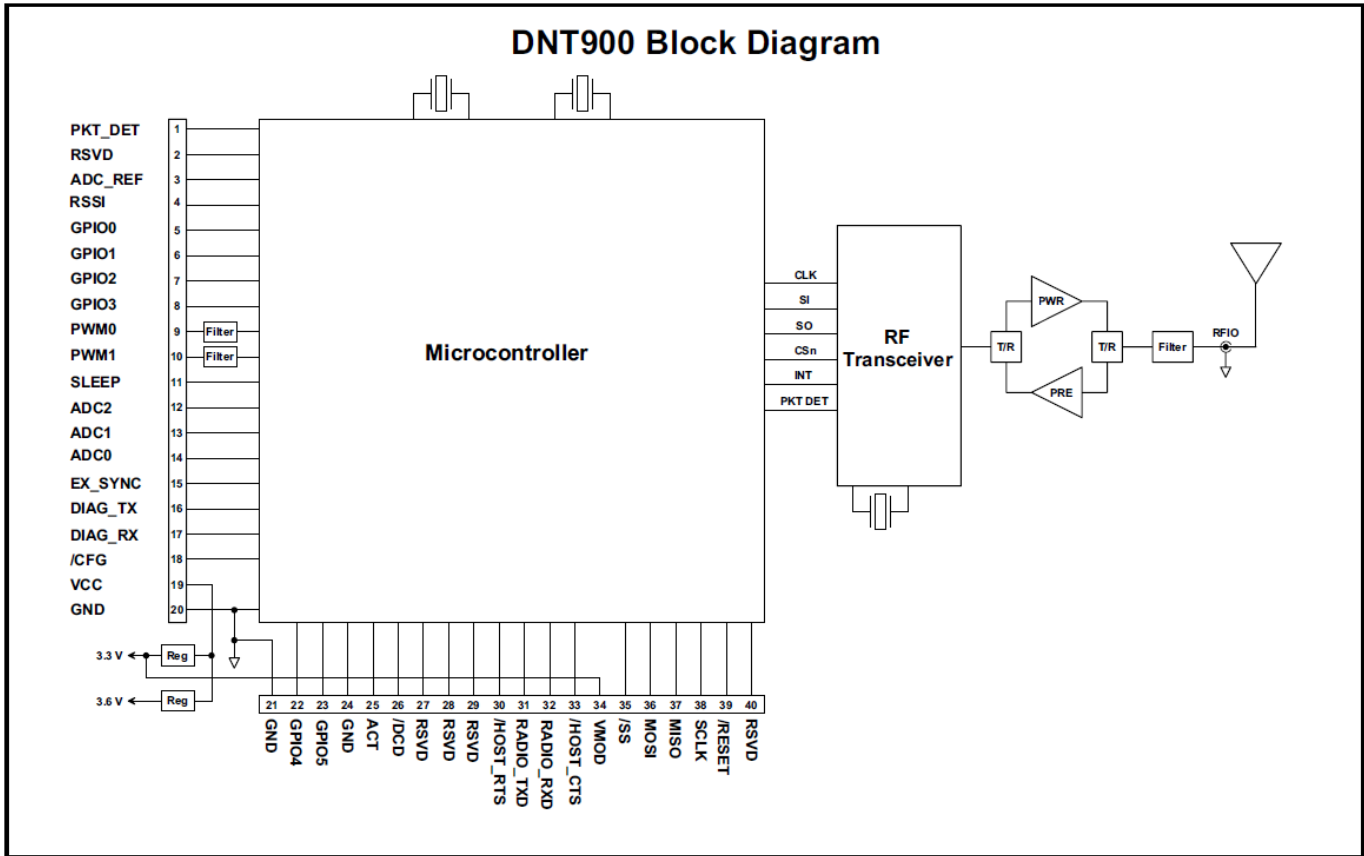 DNT900 Block Diagram
PKT_DET 1
RSVD 2
ADC_REF 3
RSSI 4
GPIO0 5
GPIO1 6
GPIO2 7
GPIO3 8
PWM0 9 Filter
PWM1 10 Filter
SLEEP 11
ADC2 12
ADC1 13
ADC0 14
EX_SYNC 15
DIAG_TX 16
DIAG_RX 17
/CFG 18
VCC 19
GND 20
Microcontroller
CLK
SI
SO
CSn
INT
PKT DET
RF
Transceiver
T/R
PWR
PRE
T/R
Filter
RFIO
3.3 V Reg
3.6 V Reg
21 22 23 24 25 26 27 28 29 30 31 32 33 34 35 36 37 38 39 40
GND
GPIO4
GPIO5
GND
ACT
/DCD
RSVD
RSVD
RSVD
/HOST_RTS
RADIO_TXD
RADIO_RXD
/HOST_CTS
VMOD
/SS
MOSI
MISO
SCLK
/RESET
RSVD